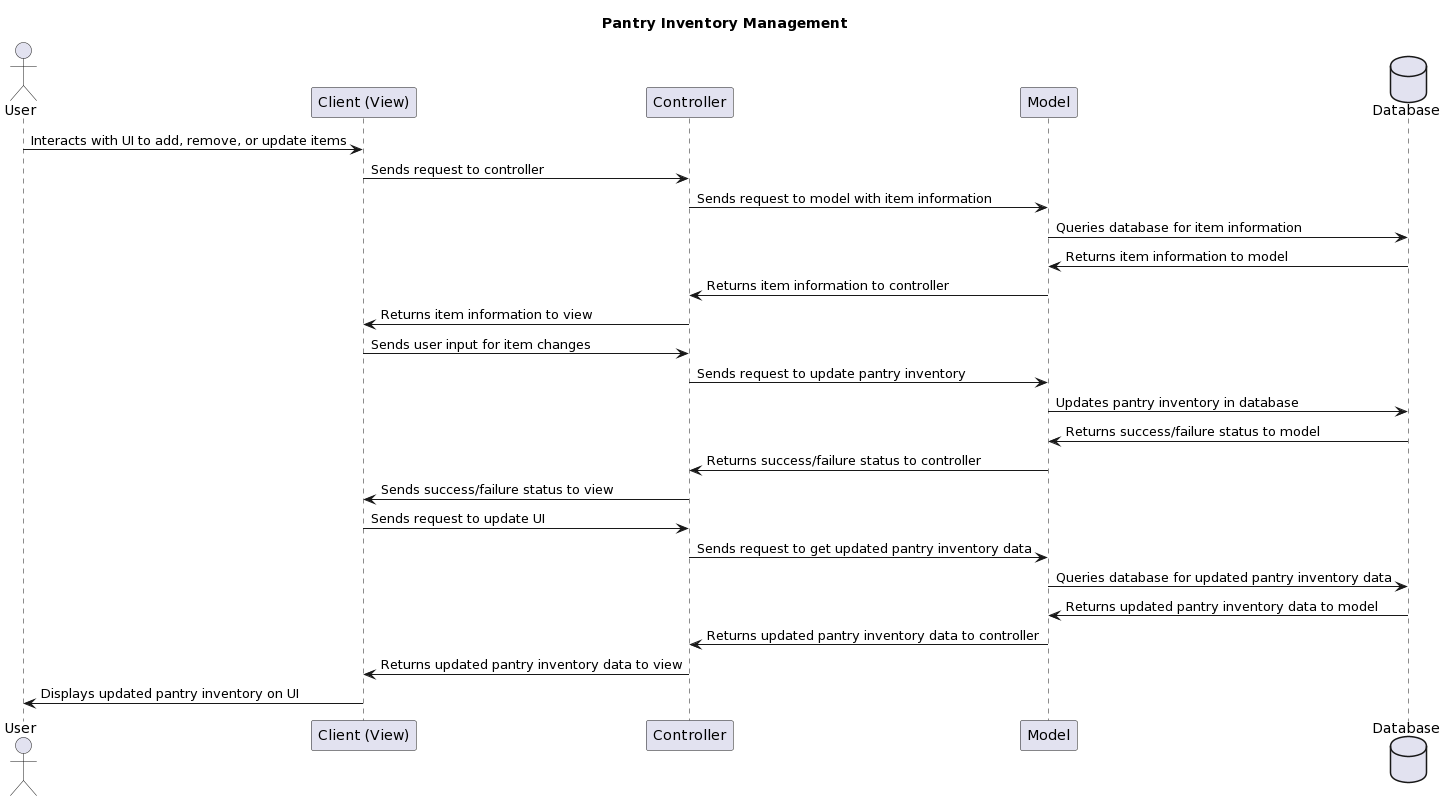 Pantry Inventory Management
User
Client (View)
Controller
Model
Database
Interacts with UI to add, remove, or update items
Sends request to controller
Sends request to model with item information
Queries database for item information
Returns item information to model
Returns item information to controller
Returns item information to view
Sends user input for item changes
Sends request to update pantry inventory
Updates pantry inventory in database
Returns success/failure status to model
Returns success/failure status to controller
Sends success/failure status to view
Sends request to update UI
Sends request to get updated pantry inventory data
Queries database for updated pantry inventory data
Returns updated pantry inventory data to model
Returns updated pantry inventory data to controller
Returns updated pantry inventory data to view
Displays updated pantry inventory on UI
User
Client (View)
Controller
Model
Database